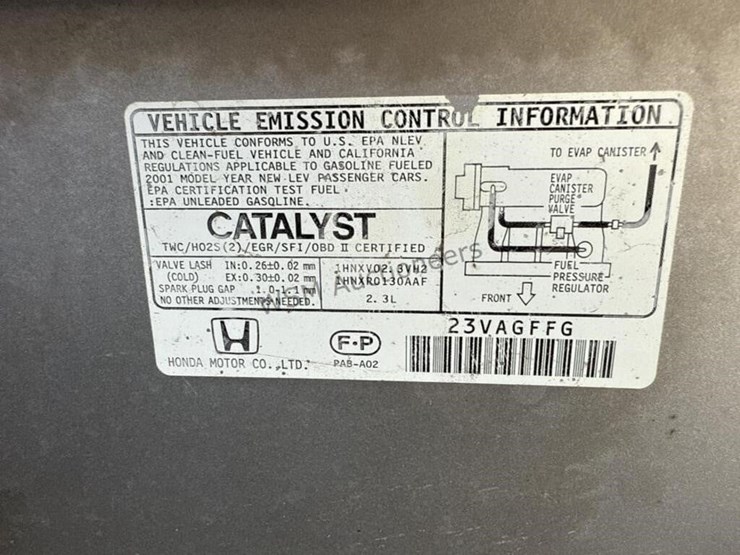 VEHICLE EMISSION CONTROL INFORMATION
THIS VEHICLE CONFORMS TO U.S. EPA NLEV
AND CLEAN-FUEL VEHICLE AND CALIFORNIA
REGULATIONS APPLICABLE TO GASOLINE FUELED
2001 MODEL YEAR NEW LEV PASSENGER CARS.
EPA CERTIFICATION TEST FUEL
:EPA UNLEADED GASOLINE.
CATALYST
TWC/HO2S(2)/EGR/SFI/OBD II CERTIFIED
VALVE LASH IN:0.26±0.02 mm
(COLD) EX:0.30±0.02 mm
SPARK PLUG GAP 1.0-1.1 mm
NO OTHER ADJUSTMENTS NEEDED.
1HNXV02.3VH2
1HNXR0130AAF
2.3L
TO EVAP CANISTER
EVAP
CANISTER
PURGE
VALVE
FUEL
PRESSURE
REGULATOR
FRONT
HONDA MOTOR CO.,LTD.
F·P
PAB-A02
23VAGFFG
Auctioneers